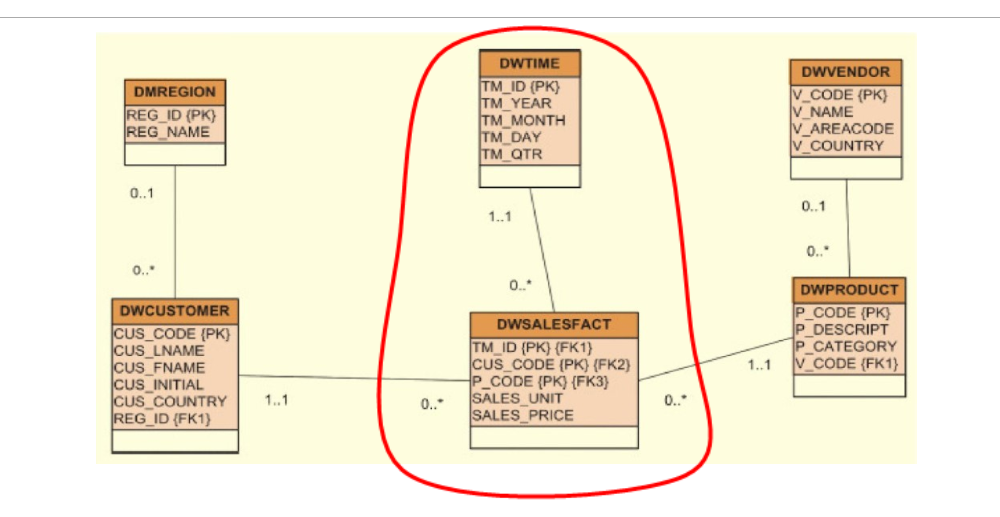 DMREGION
REG_ID {PK}
REG_NAME
0..1
0..*
DWCUSTOMER
CUS_CODE {PK}
CUS_LNAME
CUS_FNAME
CUS_INITIAL
CUS_COUNTRY
REG_ID {FK1}
1..1
0..*
DWTIME
TM_ID {PK}
TM_YEAR
TM_MONTH
TM_DAY
TM_QTR
1..1
0..*
DWSALESFACT
TM_ID {PK} {FK1}
CUS_CODE {PK} {FK2}
P_CODE {PK} {FK3}
SALES_UNIT
SALES_PRICE
0..*
1..1
DWVENDOR
V_CODE {PK}
V_NAME
V_AREACODE
V_COUNTRY
0..1
0..*
DWPRODUCT
P_CODE {PK}
P_DESCRIPT
P_CATEGORY
V_CODE {FK1}